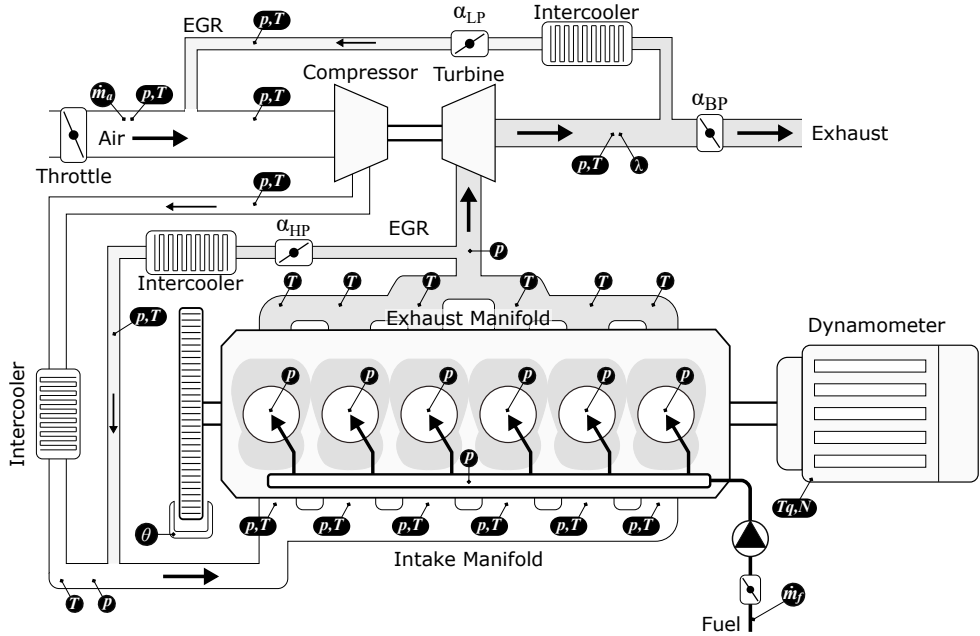 α_LP
Intercooler
EGR
p,T
Compressor
Turbine
ṁ_a
p,T
p,T
α_BP
Air
Exhaust
p,T
λ
Throttle
p,T
α_HP
EGR
p
Intercooler
T
T
T
T
T
T
p,T
Exhaust Manifold
Dynamometer
p
p
p
p
p
p
Intercooler
p
Tq,N
p,T
p,T
p,T
p,T
p,T
p,T
θ
Intake Manifold
T
p
ṁ_f
Fuel